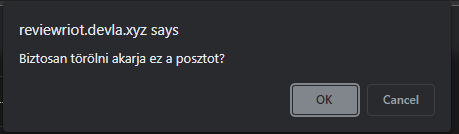 reviewriot.devla.xyz says
Biztosan törölni akarja ez a posztot?
OK
Cancel